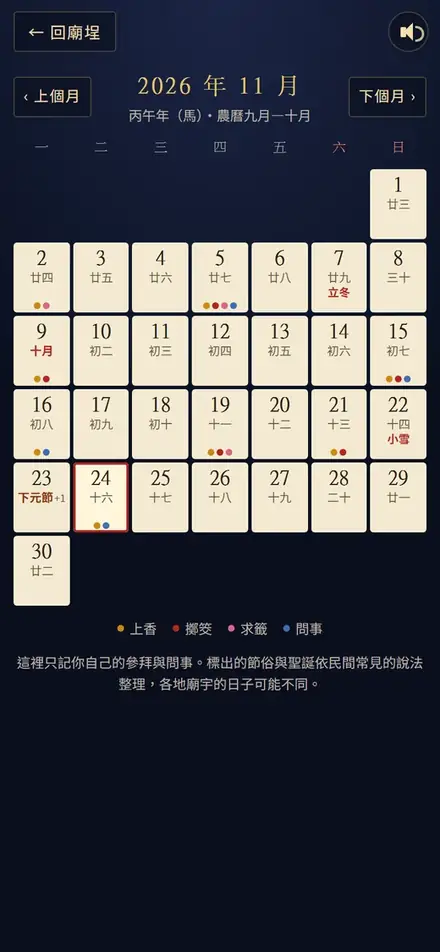 ← 回廟埕
‹ 上個月
2026 年 11 月
下個月 ›
丙午年（馬）・農曆九月—十月
一 二 三 四 五 六 日
1
廿三
2 3 4 5 6 7 8
廿四 廿五 廿六 廿七 廿八 廿九 三十
立冬
9 10 11 12 13 14 15
十月 初二 初三 初四 初五 初六 初七
16 17 18 19 20 21 22
初八 初九 初十 十一 十二 十三 十四
小雪
23 24 25 26 27 28 29
下元節+1 十六 十七 十八 十九 二十 廿一
30
廿二
上香 擲筊 求籤 問事
這裡只記你自己的參拜與問事。標出的節俗與聖誕依民間常見的說法
整理，各地廟宇的日子可能不同。